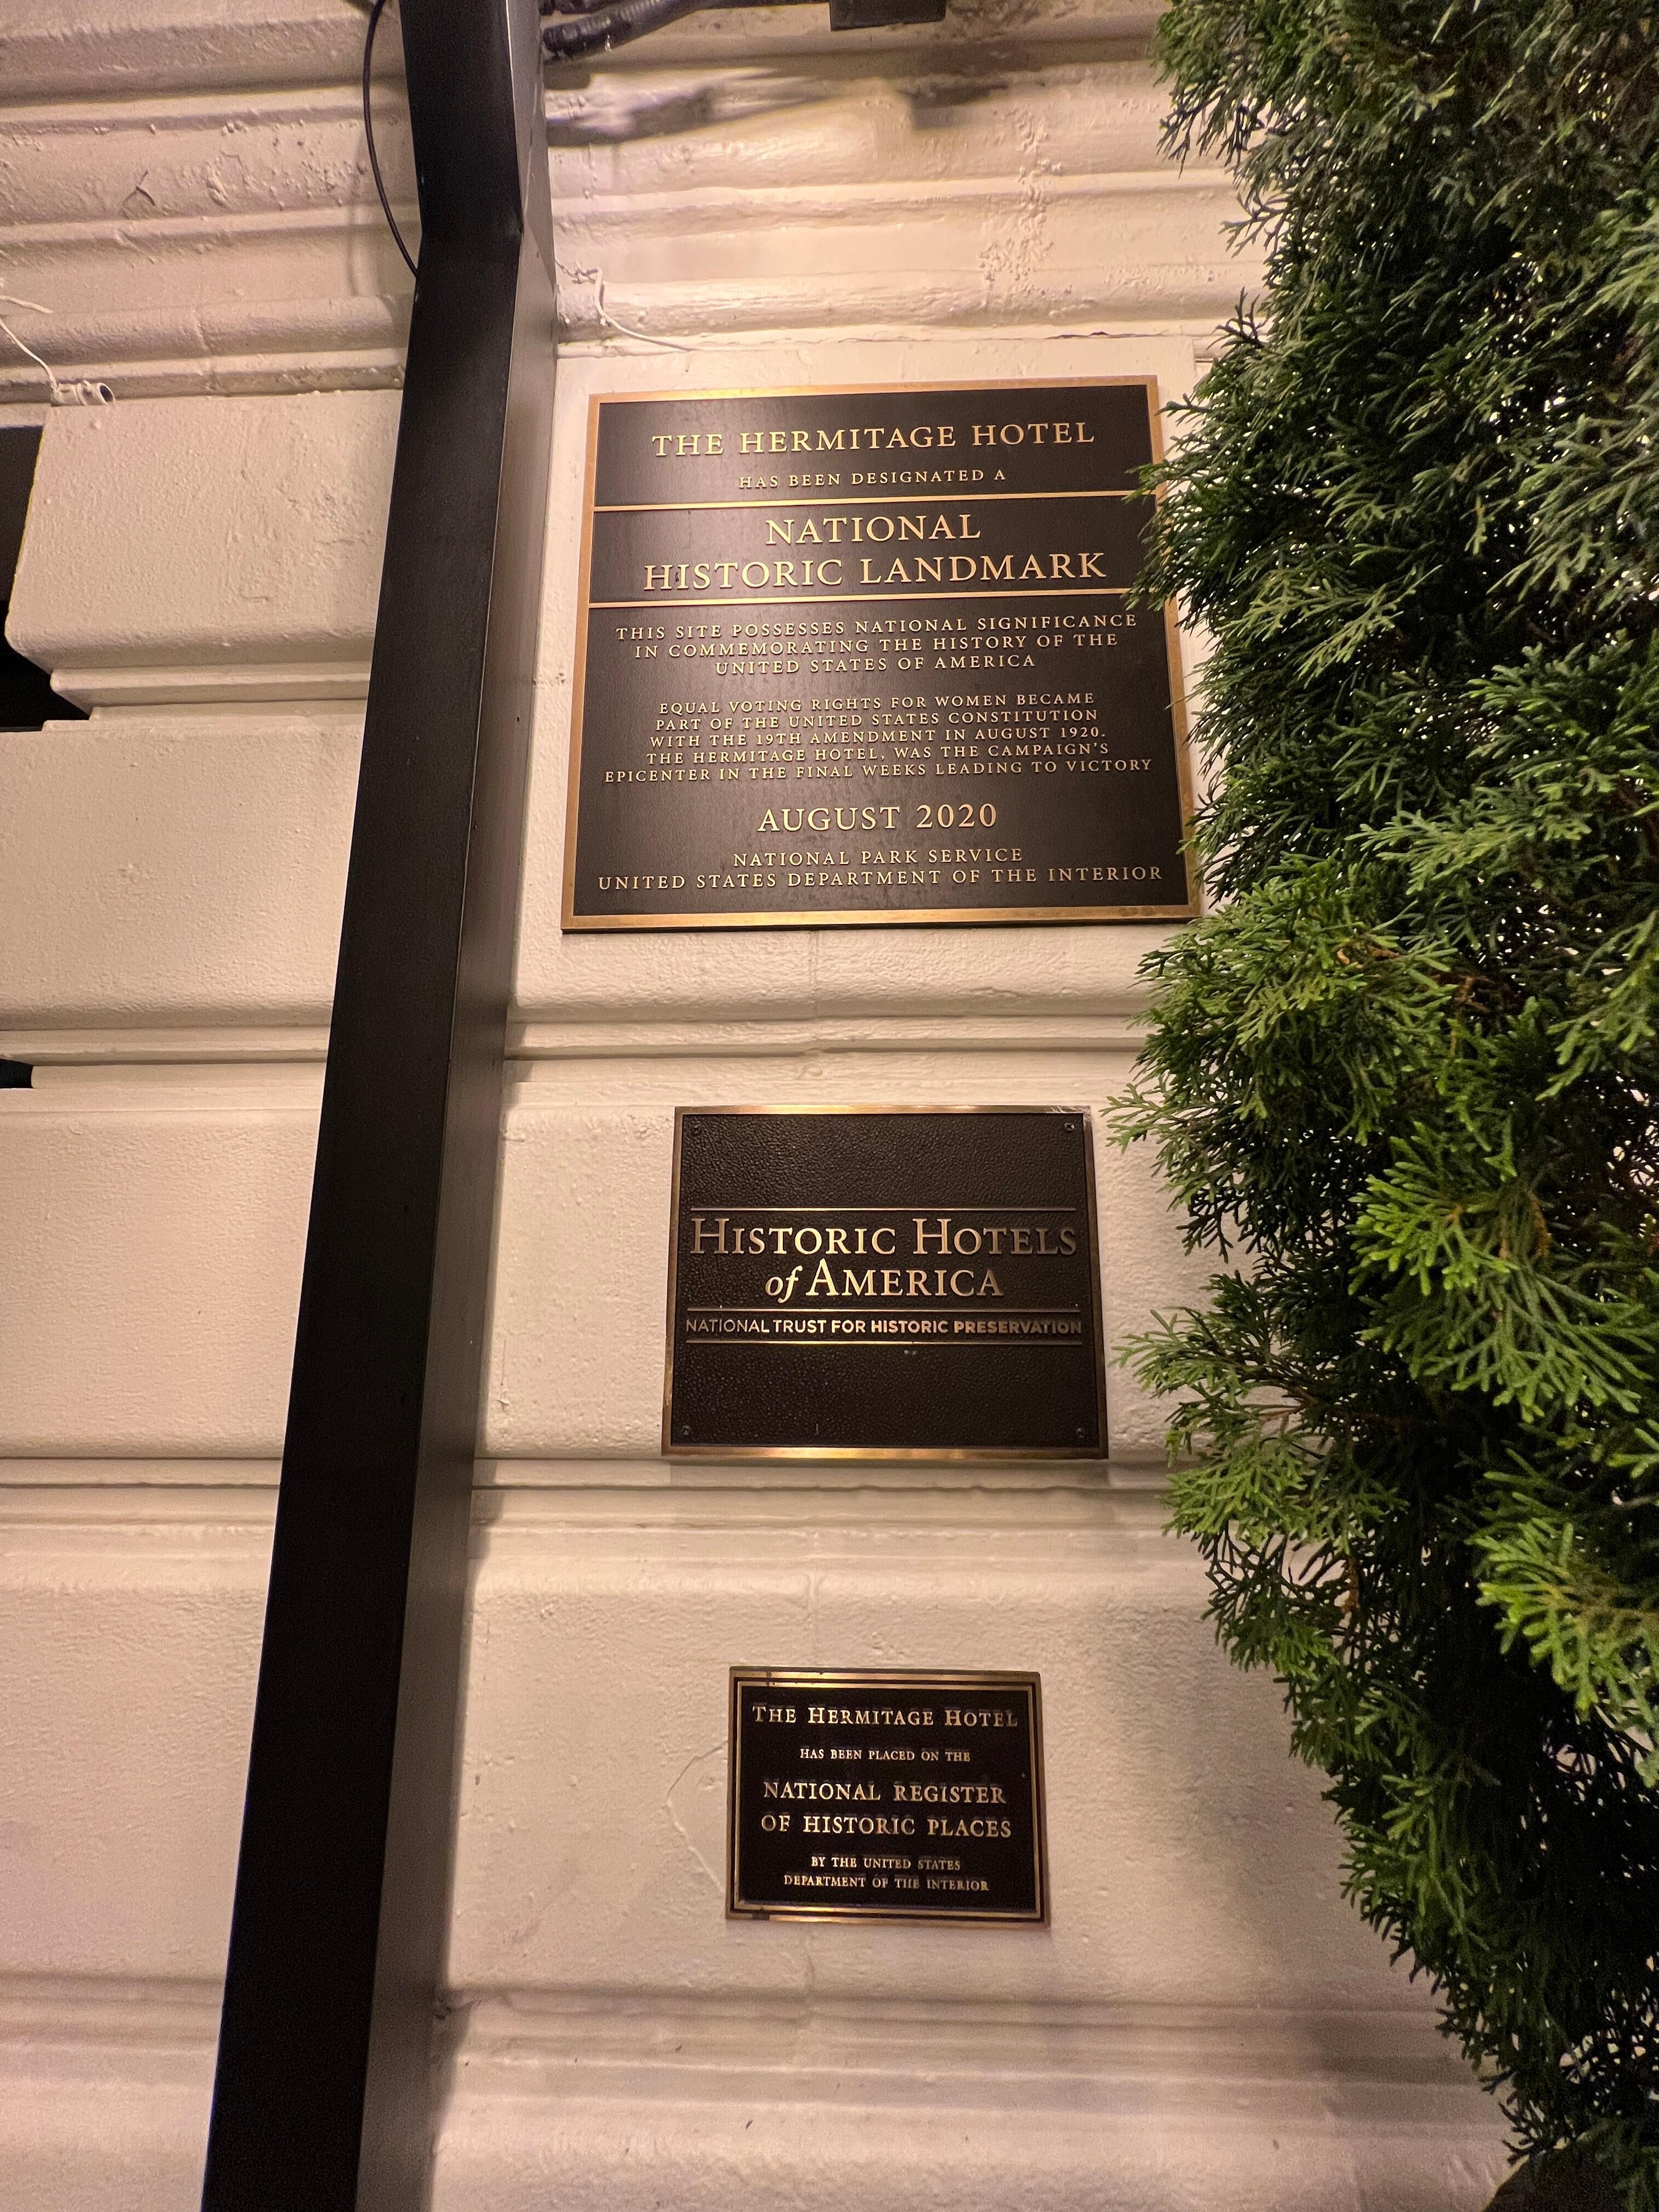 THE HERMITAGE HOTEL
HAS BEEN DESIGNATED A
NATIONAL
HISTORIC LANDMARK
THIS SITE POSSESSES NATIONAL SIGNIFICANCE
IN COMMEMORATING THE HISTORY OF THE
UNITED STATES OF AMERICA
EQUAL VOTING RIGHTS FOR WOMEN BECAME
PART OF THE UNITED STATES CONSTITUTION
WITH THE 19TH AMENDMENT IN AUGUST 1920.
THE HERMITAGE HOTEL, WAS THE CAMPAIGN'S
EPICENTER IN THE FINAL WEEKS LEADING TO VICTORY
AUGUST 2020
NATIONAL PARK SERVICE
UNITED STATES DEPARTMENT OF THE INTERIOR
HISTORIC HOTELS
of AMERICA
NATIONAL TRUST FOR HISTORIC PRESERVATION
THE HERMITAGE HOTEL
HAS BEEN PLACED ON THE
NATIONAL REGISTER
OF HISTORIC PLACES
BY THE UNITED STATES
DEPARTMENT OF THE INTERIOR